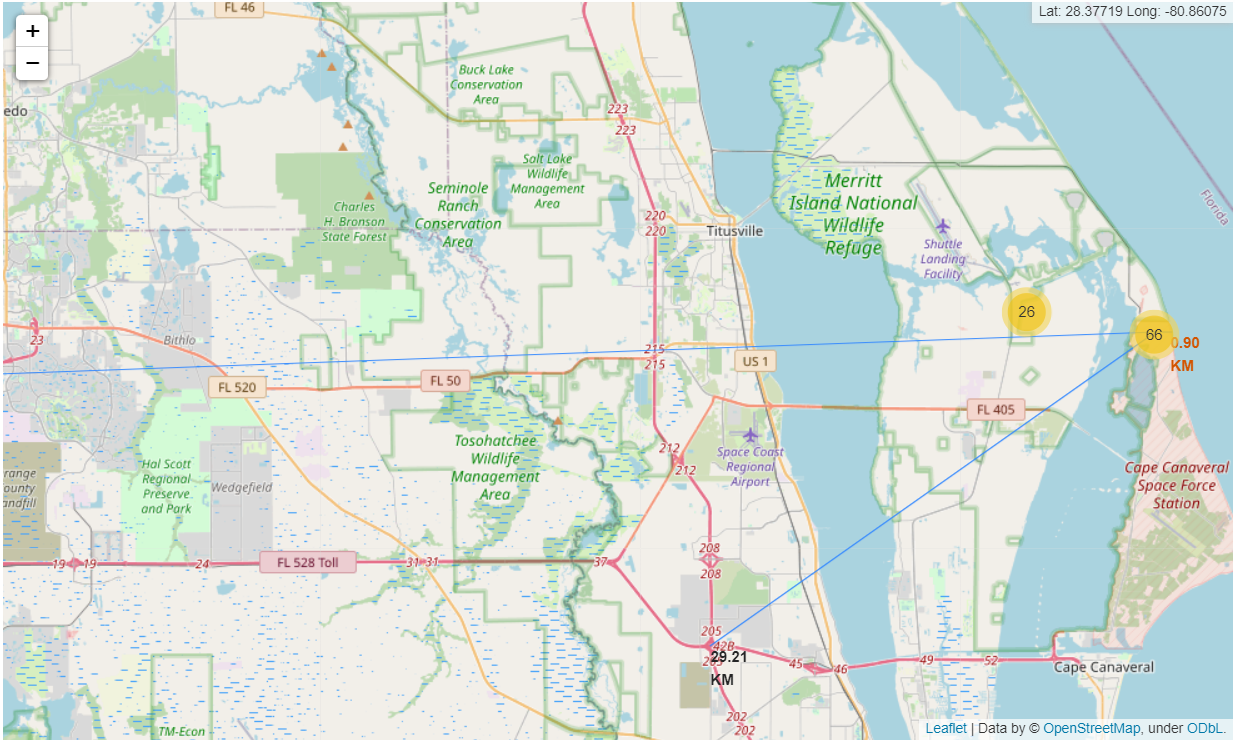 FL 46
Lat: 28.37719 Long: -80.86075
+
−
Buck Lake
Conservation
Area
edo
223
223
Salt Lake
Wildlife
Management
Area
Merritt
Island National
Wildlife
Refuge
Seminole
Ranch
Conservation
Area
Charles
H. Bronson
State Forest
Florida
220
220
Titusville
Shuttle
Landing
Facility
26
66
0.90
KM
23
Bithlo
215
215
US 1
FL 520
FL 50
FL 405
Tosohatchee
Wildlife
Management
Area
212
212
Space Coast
Regional
Airport
Cape Canaveral
Space Force
Station
range
ounty
andfill
Hal Scott
Regional
Preserve
and Park
Wedgefield
208
208
19
19
24
FL 528 Toll
31
31
37
205
42B
29.21
KM
45
46
49
52
Cape Canaveral
202
202
TM-Econ
Leaflet | Data by © OpenStreetMap, under ODbL.